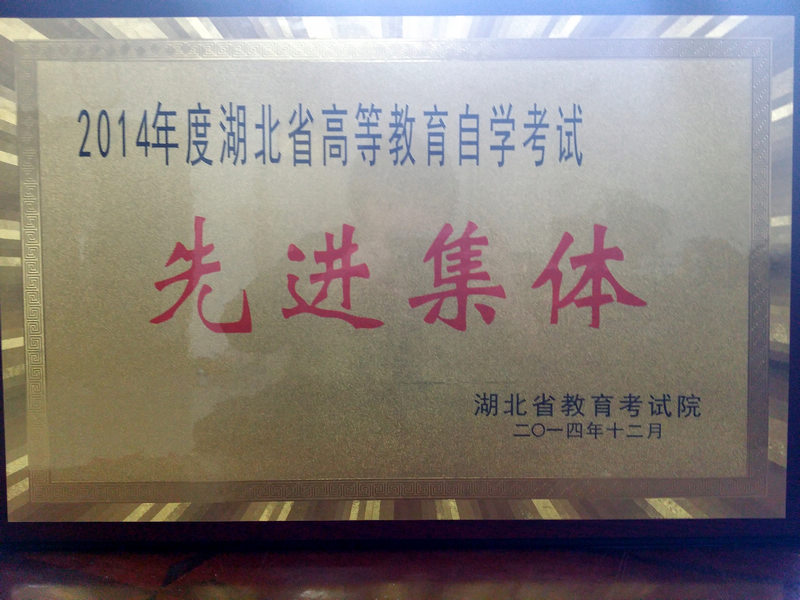 2014年度湖北省高等教育自学考试
先进集体
湖北省教育考试院
二〇一四年十二月